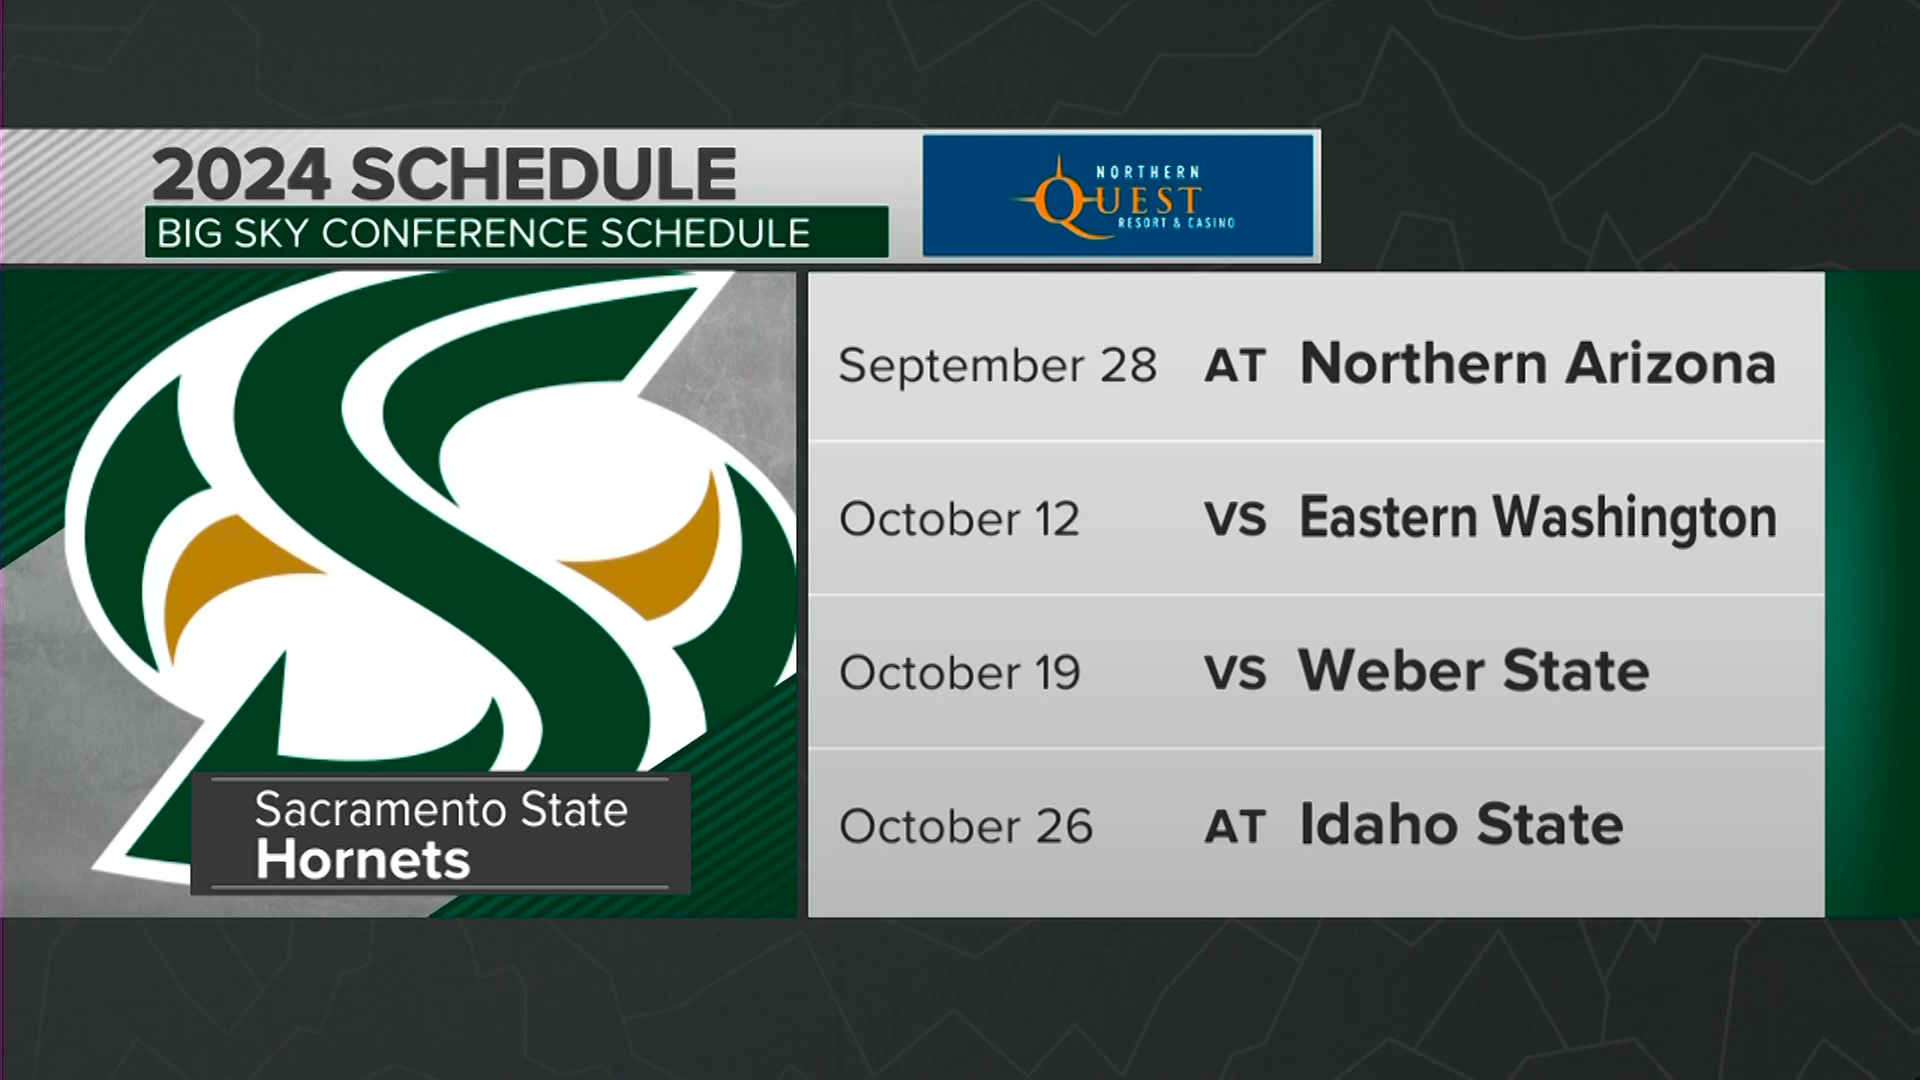 2024 SCHEDULE
BIG SKY CONFERENCE SCHEDULE
NORTHERN
QUEST
RESORT & CASINO
September 28 AT Northern Arizona
October 12 VS Eastern Washington
October 19 VS Weber State
October 26 AT Idaho State
Sacramento State
Hornets